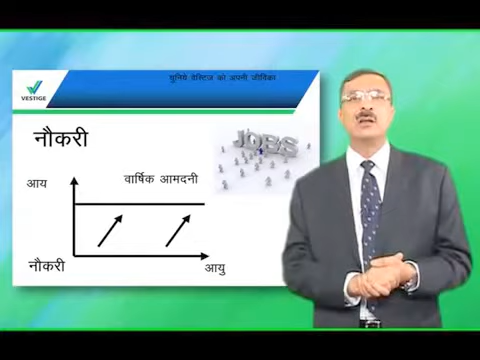 चुनिये वेस्टिज को अपनी जीविका
VESTIGE
नौकरी
JOBS
आय
वार्षिक आमदनी
नौकरी
आयु